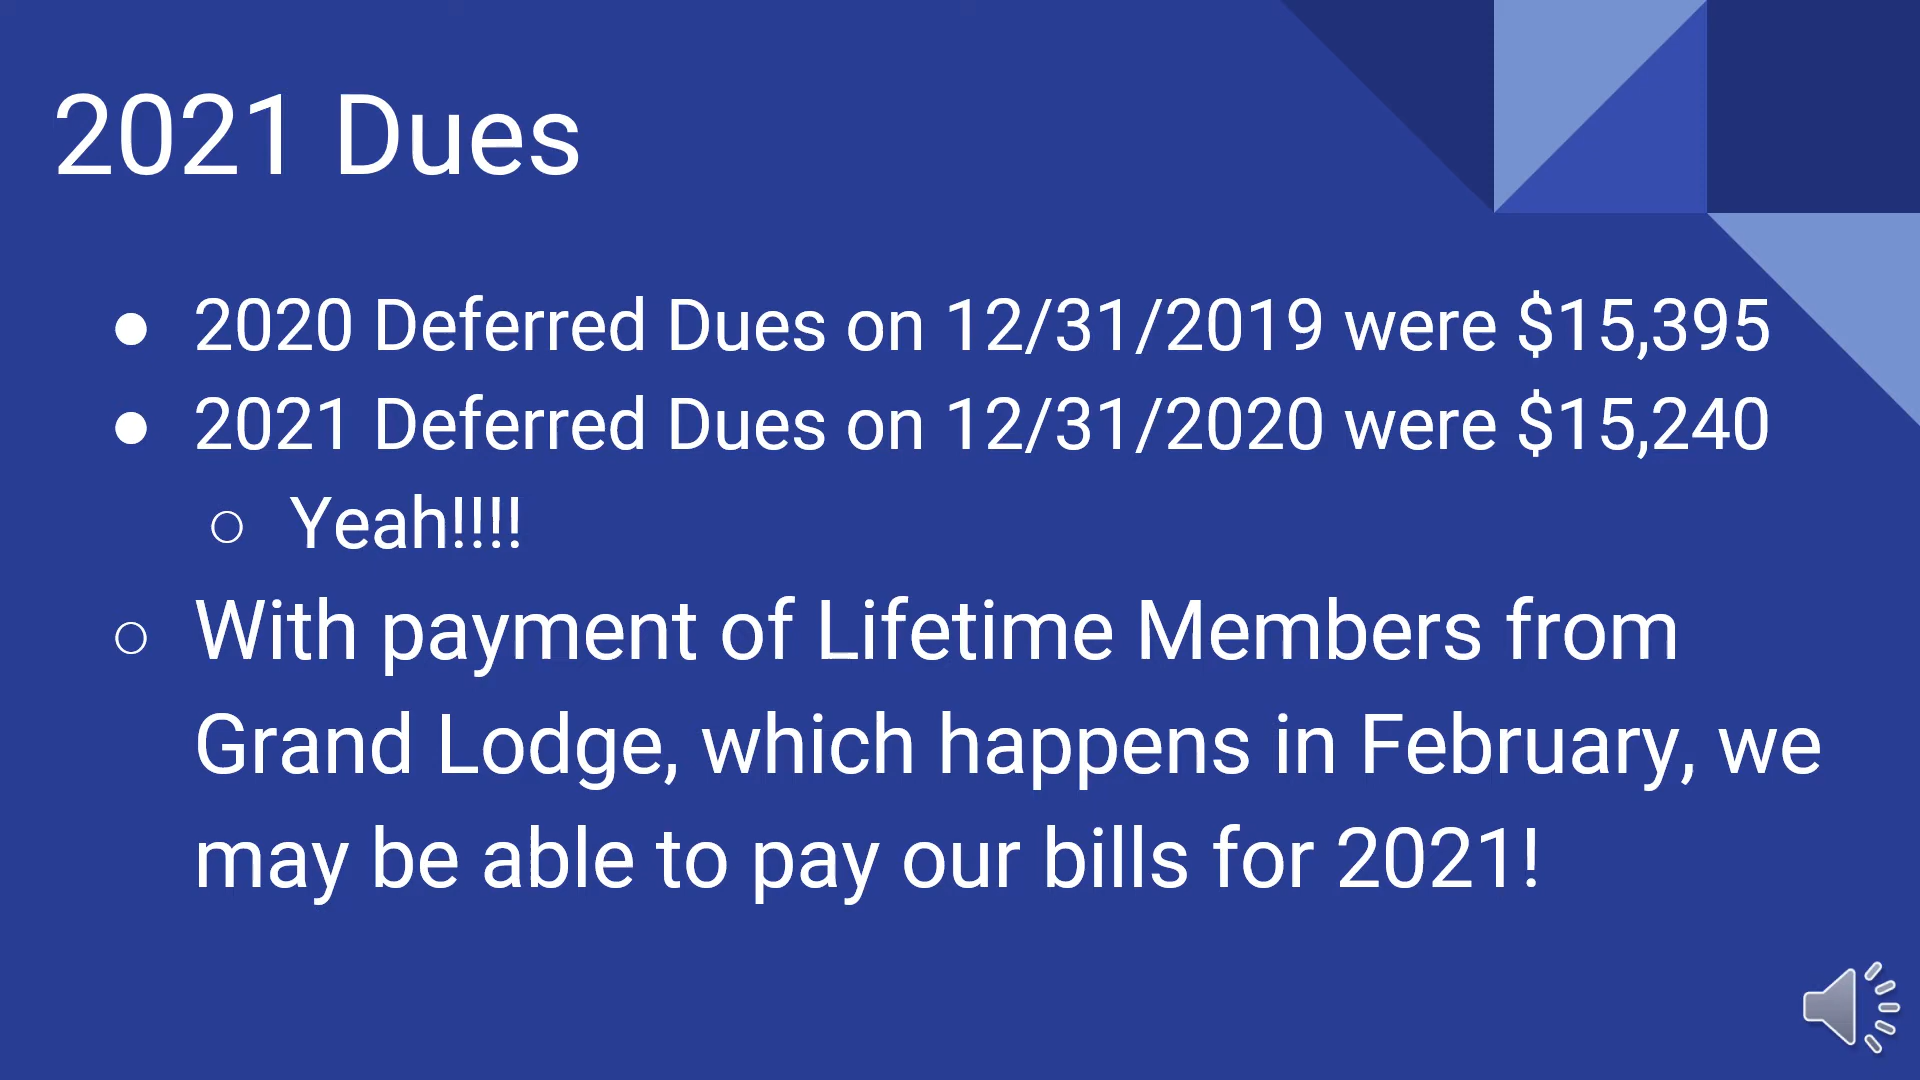 2021 Dues
● 2020 Deferred Dues on 12/31/2019 were $15,395
● 2021 Deferred Dues on 12/31/2020 were $15,240
○ Yeah!!!!
○ With payment of Lifetime Members from
Grand Lodge, which happens in February, we
may be able to pay our bills for 2021!